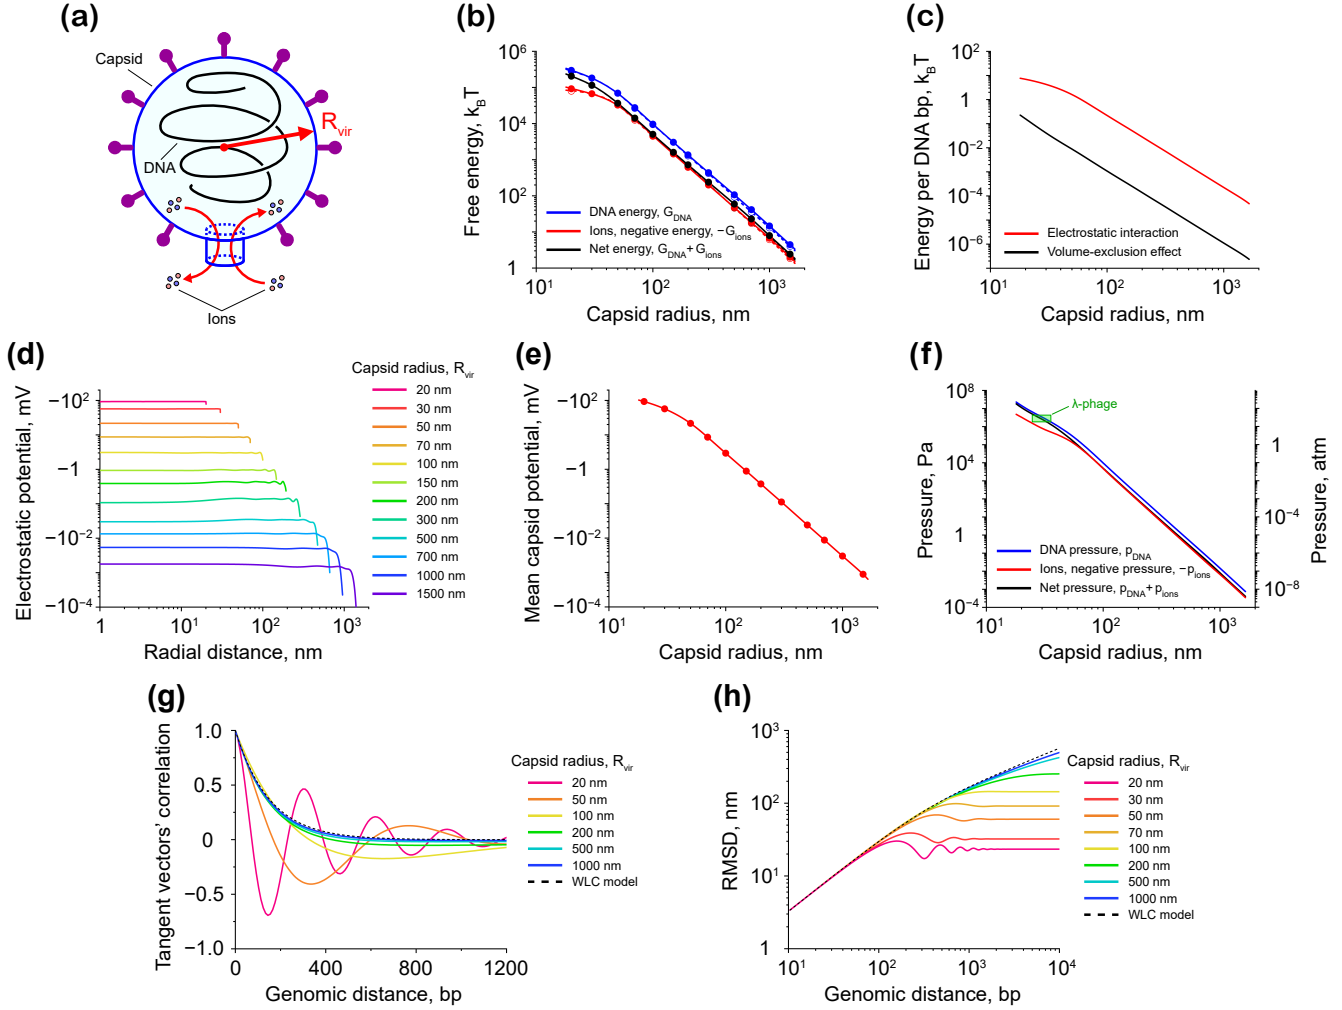 (a)
Capsid
DNA
R_vir
Ions
(b)
Free energy, k_BT
10^6
10^4
10^2
1
10^1
10^2
10^3
Capsid radius, nm
DNA energy, G_DNA
Ions, negative energy, −G_ions
Net energy, G_DNA+G_ions
(c)
Energy per DNA bp, k_BT
10^2
1
10^−2
10^−4
10^−6
10^1
10^2
10^3
Capsid radius, nm
Electrostatic interaction
Volume-exclusion effect
(d)
Electrostatic potential, mV
−10^2
−1
−10^−2
−10^−4
1
10^1
10^2
10^3
Radial distance, nm
Capsid radius, R_vir
20 nm
30 nm
50 nm
70 nm
100 nm
150 nm
200 nm
300 nm
500 nm
700 nm
1000 nm
1500 nm
(e)
Mean capsid potential, mV
−10^2
−1
−10^−2
−10^−4
10^1
10^2
10^3
Capsid radius, nm
(f)
Pressure, Pa
10^8
10^4
1
10^−4
10^1
10^2
10^3
Capsid radius, nm
Pressure, atm
1
10^−4
10^−8
λ-phage
DNA pressure, p_DNA
Ions, negative pressure, −p_ions
Net pressure, p_DNA+p_ions
(g)
Tangent vectors' correlation
1.0
0.5
0
−0.5
−1.0
0
400
800
1200
Genomic distance, bp
Capsid radius, R_vir
20 nm
50 nm
100 nm
200 nm
500 nm
1000 nm
WLC model
(h)
RMSD, nm
10^3
10^2
10^1
1
10^1
10^2
10^3
10^4
Genomic distance, bp
Capsid radius, R_vir
20 nm
30 nm
50 nm
70 nm
100 nm
200 nm
500 nm
1000 nm
WLC model